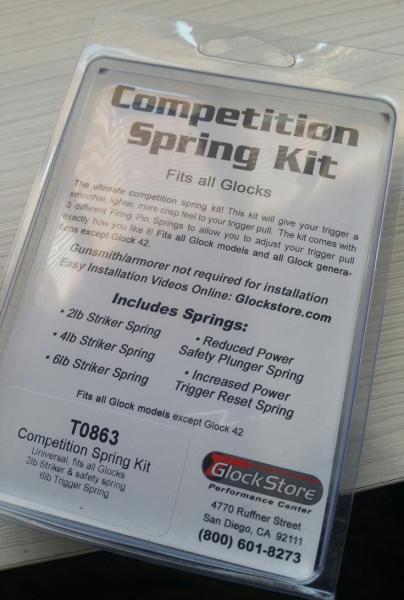 Competition
Spring Kit
Fits all Glocks
The ultimate competition spring kit! This kit will give your trigger a
smoother, lighter, more crisp feel to your trigger pull. The kit comes with
3 different Firing Pin Springs to allow you to adjust your trigger pull
exactly how you like it! Fits all Glock models and all Glock genera-
tions except Glock 42.
Gunsmith/armorer not required for installation
Easy Installation Videos Online: Glockstore.com
Includes Springs:
• 2lb Striker Spring
• 4lb Striker Spring
• 6lb Striker Spring
• Reduced Power
Safety Plunger Spring
• Increased Power
Trigger Reset Spring
Fits all Glock models except Glock 42
T0863
Competition Spring Kit
Universal, fits all Glocks
2lb Striker & safety spring
6lb Trigger Spring
GlockStore
Performance Center
4770 Ruffner Street
San Diego, CA 92111
(800) 601-8273